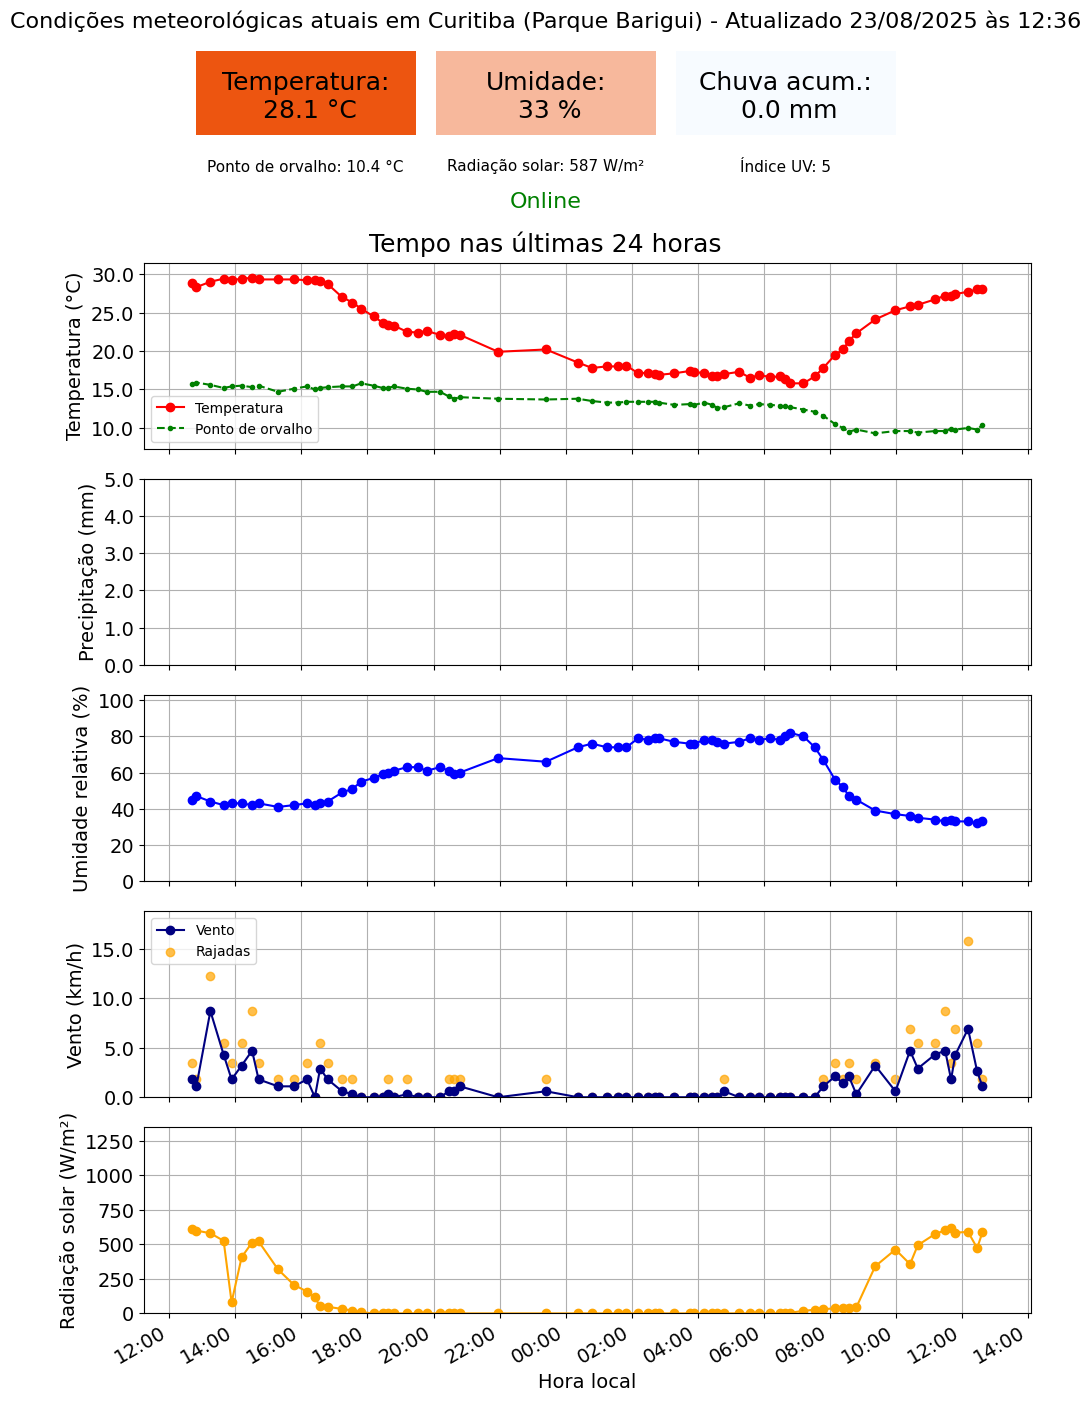 Condições meteorológicas atuais em Curitiba (Parque Barigui) - Atualizado 23/08/2025 às 12:36
Temperatura:
28.1 °C
Umidade:
33 %
Chuva acum.:
0.0 mm
Ponto de orvalho: 10.4 °C
Radiação solar: 587 W/m²
Índice UV: 5
Online
Tempo nas últimas 24 horas
Temperatura (°C)
30.0
25.0
20.0
15.0
10.0
Temperatura
Ponto de orvalho
Precipitação (mm)
5.0
4.0
3.0
2.0
1.0
0.0
Umidade relativa (%)
100
80
60
40
20
0
Vento (km/h)
15.0
10.0
5.0
0.0
Vento
Rajadas
Radiação solar (W/m²)
1250
1000
750
500
250
0
12:00
14:00
16:00
18:00
20:00
22:00
00:00
02:00
04:00
06:00
08:00
10:00
12:00
14:00
Hora local